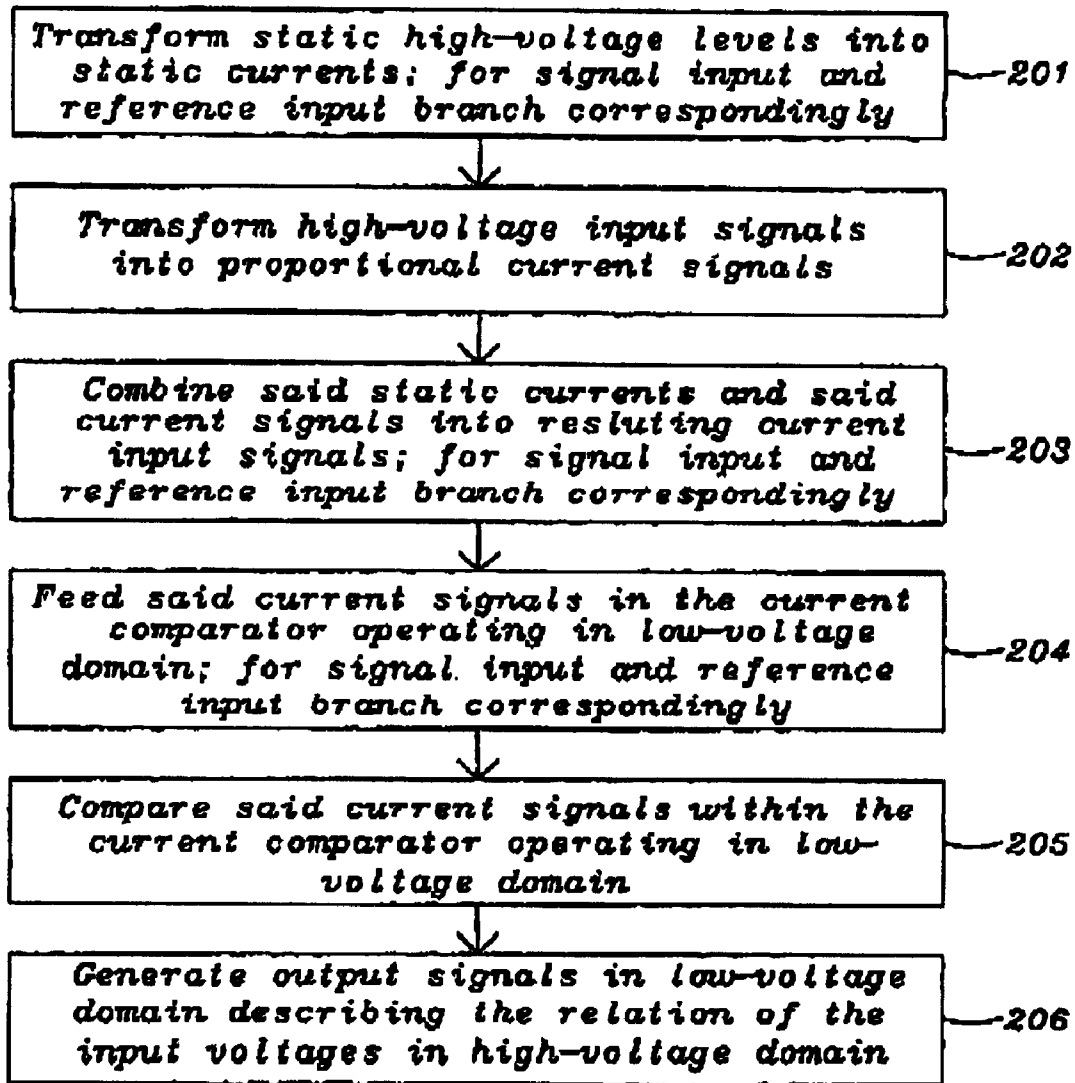 Transform static high-voltage levels into
static currents; for signal input and
reference input branch correspondingly
201
Transform high-voltage input signals
into proportional current signals
202
Combine said static currents and said
current signals into resluting current
input signals; for signal input and
reference input branch correspondingly
203
Feed said current signals in the current
comparator operating in low-voltage
domain; for signal input and reference
input branch correspondingly
204
Compare said current signals within the
current comparator operating in low-
voltage domain
205
Generate output signals in low-voltage
domain describing the relation of the
input voltages in high-voltage domain
206